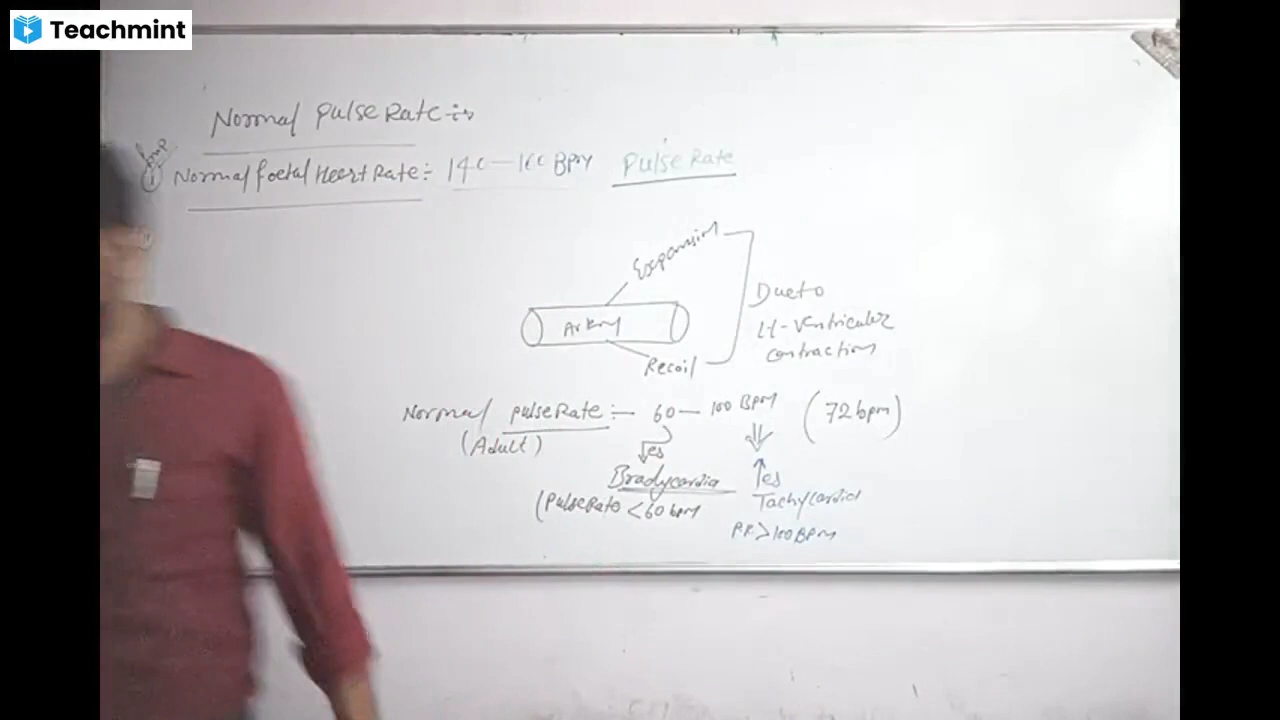 Teachmint
Normal pulse Rate :-
Imp
① Normal foetal Heart Rate :- 140 - 160 BPM
Pulse Rate
Expansion
Artery
Recoil
Due to
Lt - ventricular
contraction
Normal pulse Rate :- 60 - 100 BPM (72 bpm)
(Adult)
↓es
Bradycardia
(Pulse Rate < 60 bpm
↑es
Tachycardia
P.R > 100 BPM